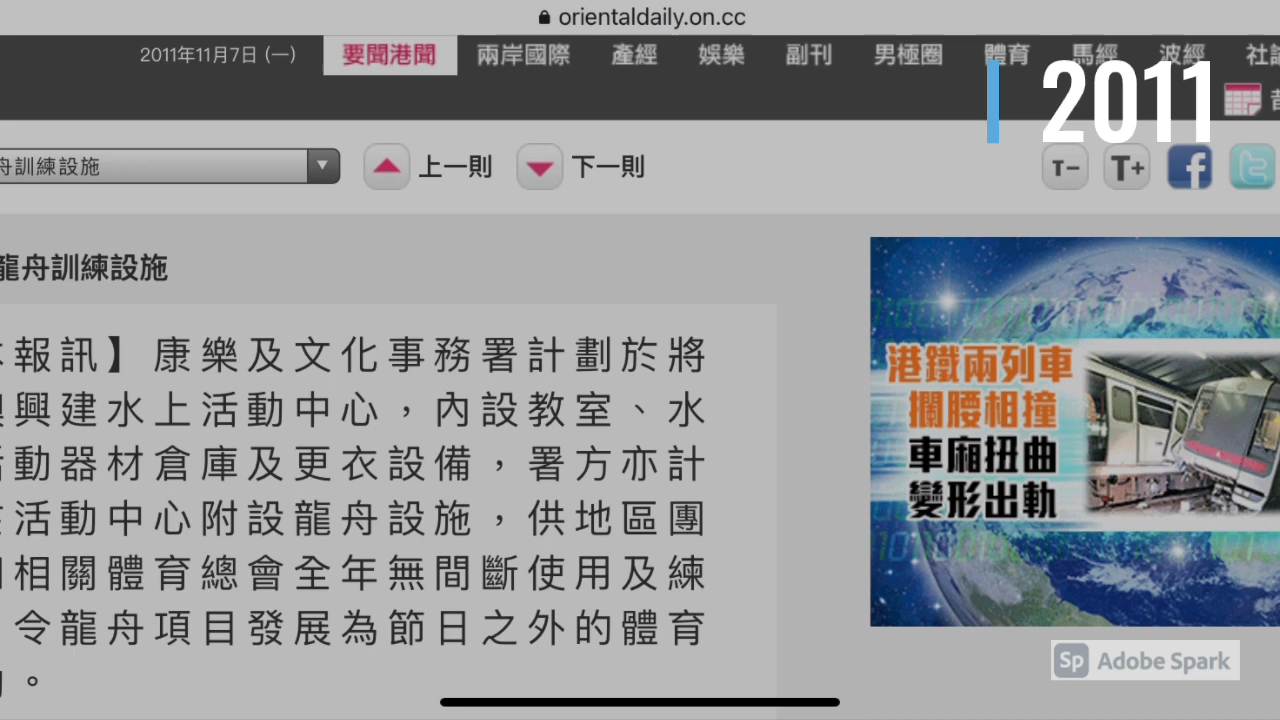 orientaldaily.on.cc
2011年11月7日 (一) 要聞港聞 兩岸國際 產經 娛樂 副刊 男極圈 體育 馬經 波經
2011
舟訓練設施 上一則 下一則 T− T+ f t
龍舟訓練設施
報訊】康樂及文化事務署計劃於將
興建水上活動中心，內設教室、水
動器材倉庫及更衣設備，署方亦計
活動中心附設龍舟設施，供地區團
相關體育總會全年無間斷使用及練
令龍舟項目發展為節日之外的體育
。
港鐵兩列車
攔腰相撞
車廂扭曲
變形出軌
Sp Adobe Spark